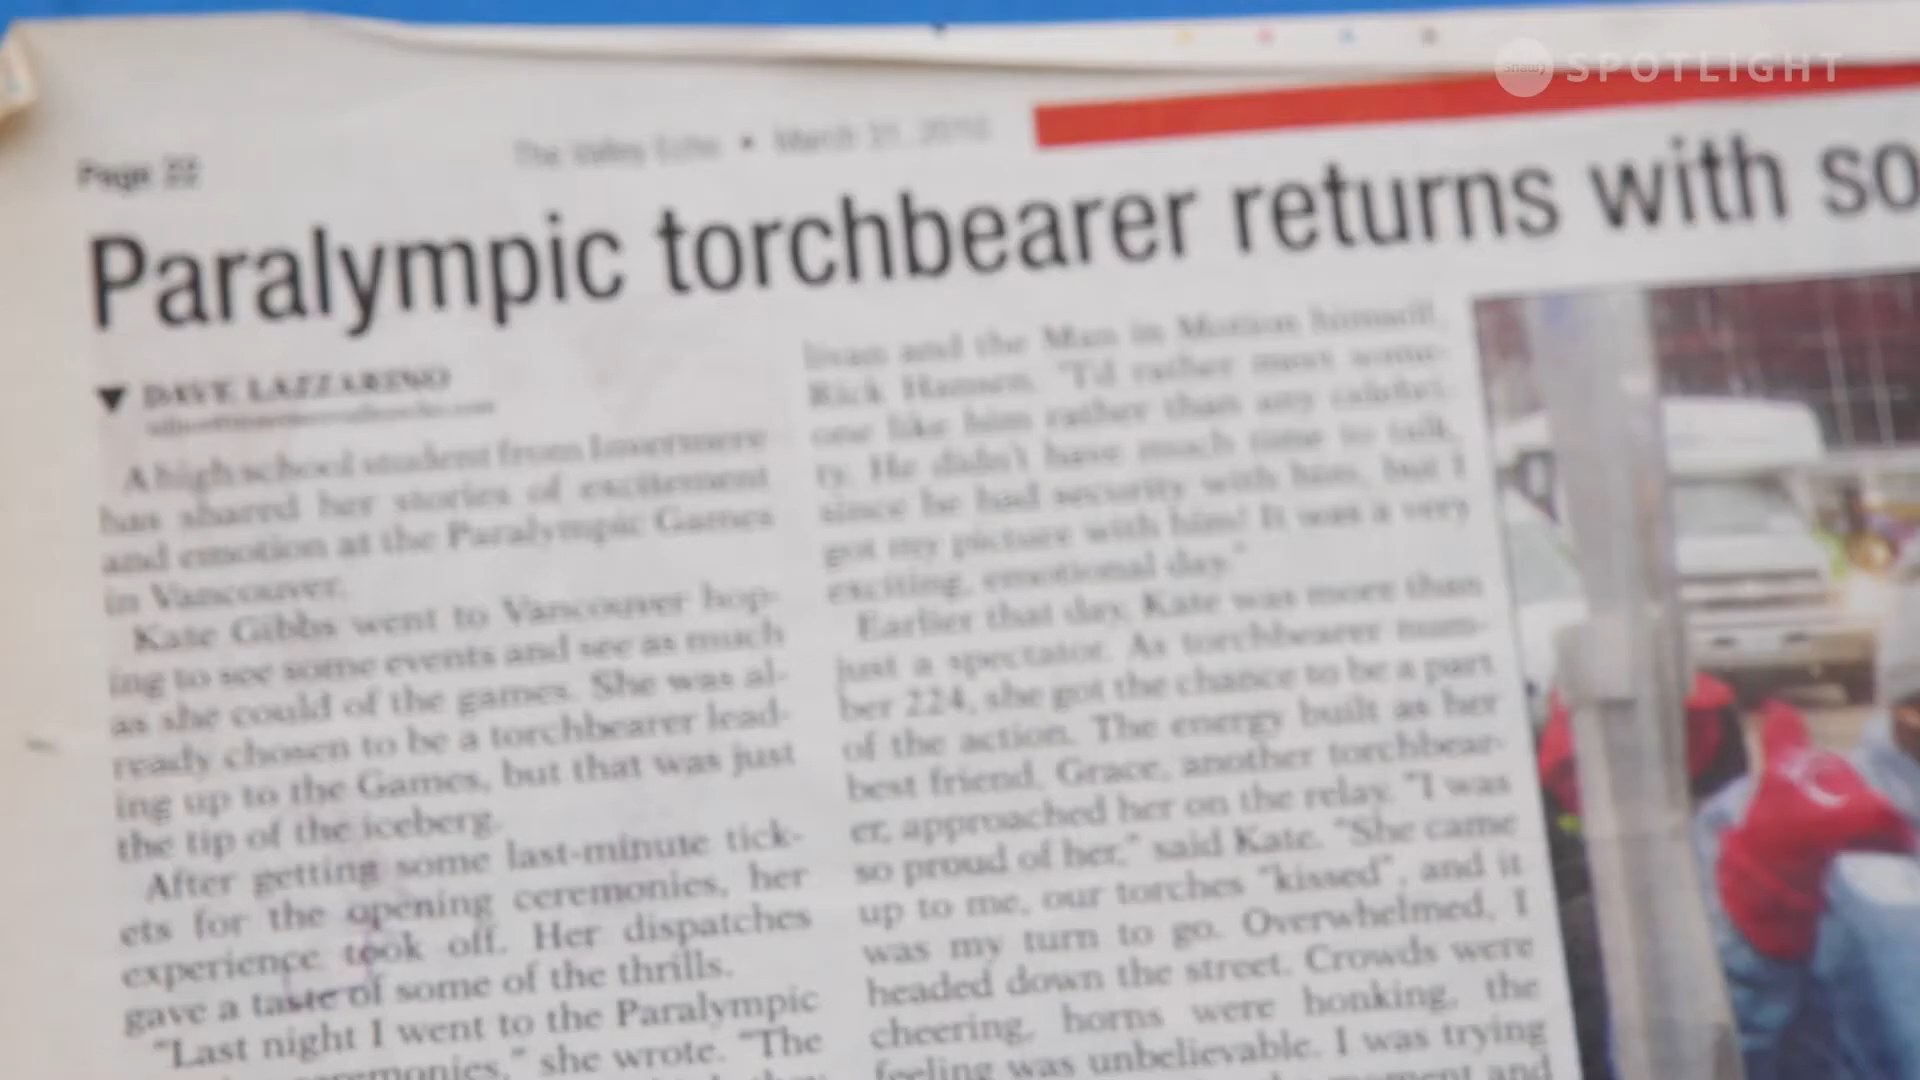 Shaw) SPOTLIGHT
Page 22
The Valley Echo • March 31, 2010
Paralympic torchbearer returns with so
DAVE LAZZARINO
A high school student from Invermere
has shared her stories of excitement
and emotion at the Paralympic Games
in Vancouver.
Kate Gibbs went to Vancouver hop-
ing to see some events and see as much
as she could of the games. She was al-
ready chosen to be a torchbearer lead-
ing up to the Games, but that was just
the tip of the iceberg.
After getting some last-minute tick-
ets for the opening ceremonies, her
experience took off. Her dispatches
gave a taste of some of the thrills.
"Last night I went to the Paralympic
ceremonies," she wrote. "The
livan and the Man in Motion himself,
Rick Hansen. "I'd rather meet some-
one like him rather than any celebri-
ty. He didn't have much time to talk,
since he had security with him, but I
got my picture with him! It was a very
exciting, emotional day."
Earlier that day, Kate was more than
just a spectator. As torchbearer num-
ber 224, she got the chance to be a part
of the action. The energy built as her
best friend, Grace, another torchbear-
er, approached her on the relay. "I was
so proud of her," said Kate. "She came
up to me, our torches "kissed", and it
was my turn to go. Overwhelmed, I
headed down the street. Crowds were
cheering, horns were honking, the
feeling was unbelievable. I was trying
moment and